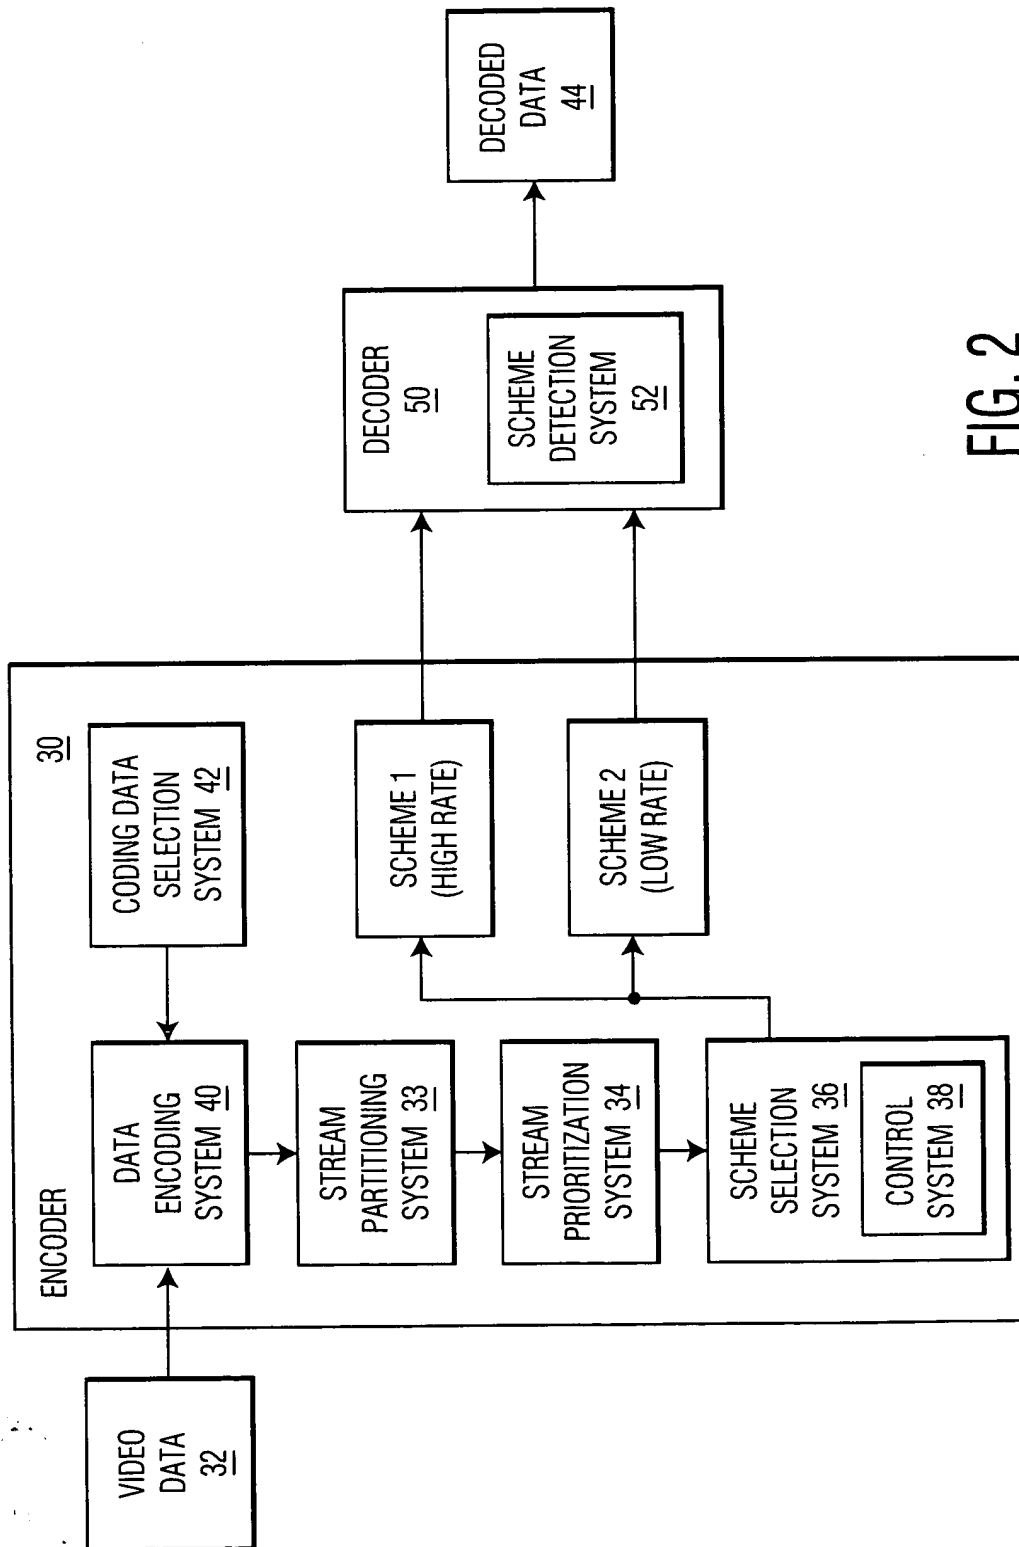 VIDEO
DATA
32
ENCODER
30
DATA
ENCODING
SYSTEM 40
CODING DATA
SELECTION
SYSTEM 42
STREAM
PARTITIONING
SYSTEM 33
STREAM
PRIORITIZATION
SYSTEM 34
SCHEME
SELECTION
SYSTEM 36
CONTROL
SYSTEM 38
SCHEME 1
(HIGH RATE)
SCHEME 2
(LOW RATE)
DECODER
50
SCHEME
DETECTION
SYSTEM
52
DECODED
DATA
44
FIG. 2